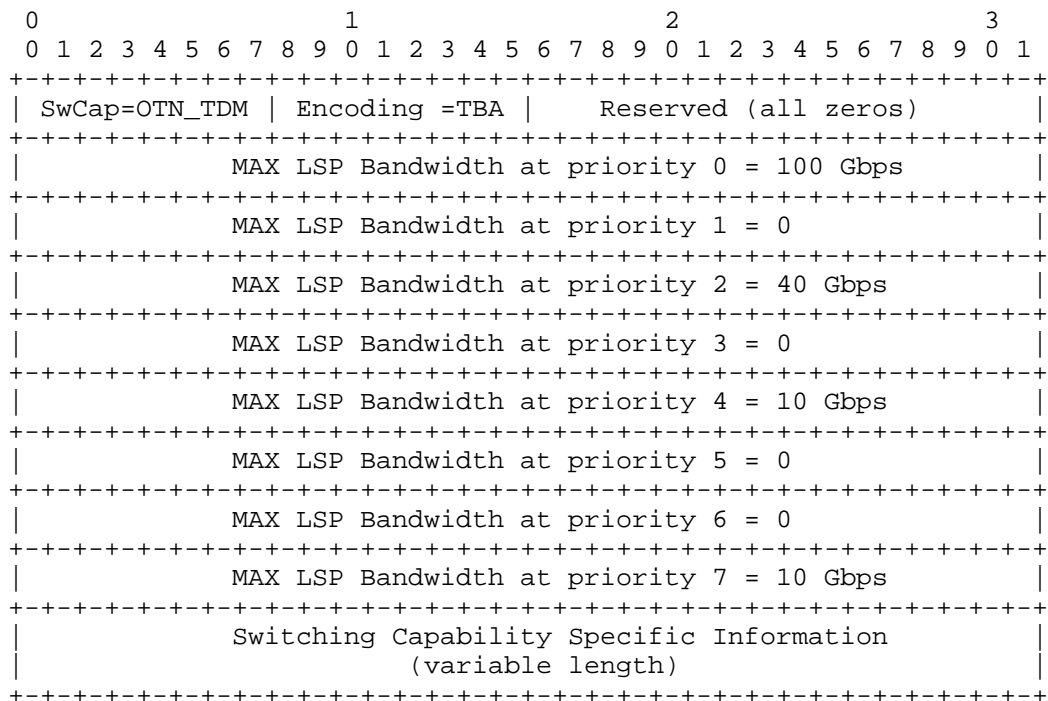 0                   1                   2                   3
 0 1 2 3 4 5 6 7 8 9 0 1 2 3 4 5 6 7 8 9 0 1 2 3 4 5 6 7 8 9 0 1
+-+-+-+-+-+-+-+-+-+-+-+-+-+-+-+-+-+-+-+-+-+-+-+-+-+-+-+-+-+-+-+-+
| SwCap=OTN_TDM | Encoding =TBA |    Reserved (all zeros)       |
+-+-+-+-+-+-+-+-+-+-+-+-+-+-+-+-+-+-+-+-+-+-+-+-+-+-+-+-+-+-+-+-+
|             MAX LSP Bandwidth at priority 0 = 100 Gbps        |
+-+-+-+-+-+-+-+-+-+-+-+-+-+-+-+-+-+-+-+-+-+-+-+-+-+-+-+-+-+-+-+-+
|             MAX LSP Bandwidth at priority 1 = 0               |
+-+-+-+-+-+-+-+-+-+-+-+-+-+-+-+-+-+-+-+-+-+-+-+-+-+-+-+-+-+-+-+-+
|             MAX LSP Bandwidth at priority 2 = 40 Gbps         |
+-+-+-+-+-+-+-+-+-+-+-+-+-+-+-+-+-+-+-+-+-+-+-+-+-+-+-+-+-+-+-+-+
|             MAX LSP Bandwidth at priority 3 = 0               |
+-+-+-+-+-+-+-+-+-+-+-+-+-+-+-+-+-+-+-+-+-+-+-+-+-+-+-+-+-+-+-+-+
|             MAX LSP Bandwidth at priority 4 = 10 Gbps         |
+-+-+-+-+-+-+-+-+-+-+-+-+-+-+-+-+-+-+-+-+-+-+-+-+-+-+-+-+-+-+-+-+
|             MAX LSP Bandwidth at priority 5 = 0               |
+-+-+-+-+-+-+-+-+-+-+-+-+-+-+-+-+-+-+-+-+-+-+-+-+-+-+-+-+-+-+-+-+
|             MAX LSP Bandwidth at priority 6 = 0               |
+-+-+-+-+-+-+-+-+-+-+-+-+-+-+-+-+-+-+-+-+-+-+-+-+-+-+-+-+-+-+-+-+
|             MAX LSP Bandwidth at priority 7 = 10 Gbps         |
+-+-+-+-+-+-+-+-+-+-+-+-+-+-+-+-+-+-+-+-+-+-+-+-+-+-+-+-+-+-+-+-+
|             Switching Capability Specific Information         |
|                        (variable length)                      |
+-+-+-+-+-+-+-+-+-+-+-+-+-+-+-+-+-+-+-+-+-+-+-+-+-+-+-+-+-+-+-+-+